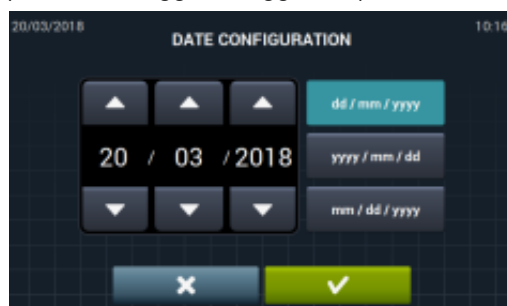 20/03/2018
10:16
DATE CONFIGURATION
dd / mm / yyyy
20 / 03 / 2018
yyyy / mm / dd
mm / dd / yyyy